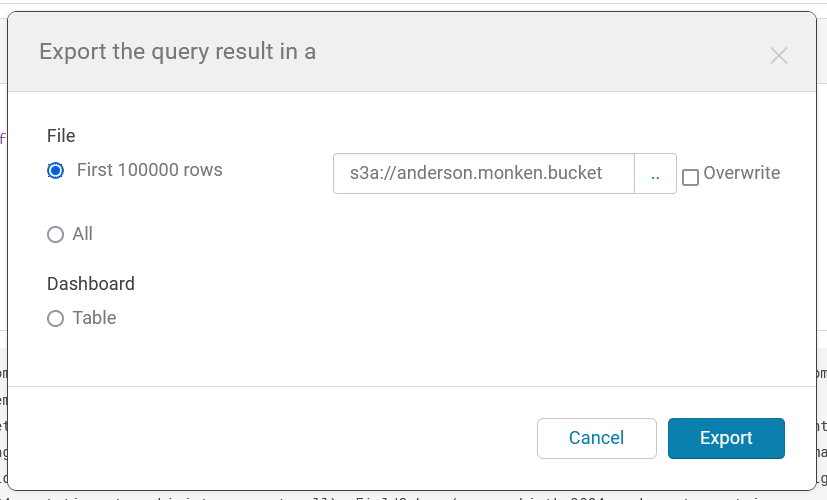 Export the query result in a
File
First 100000 rows
s3a://anderson.monken.bucket
..
Overwrite
All
Dashboard
Table
Cancel
Export